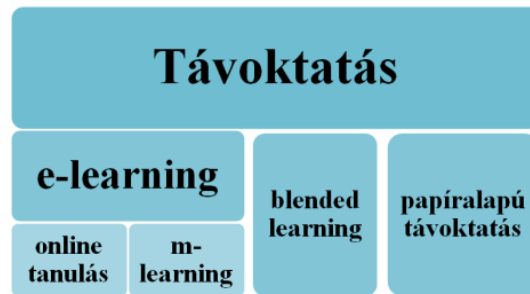 Távoktatás
e-learning
online
tanulás
m-
learning
blended
learning
papíralapú
távoktatás